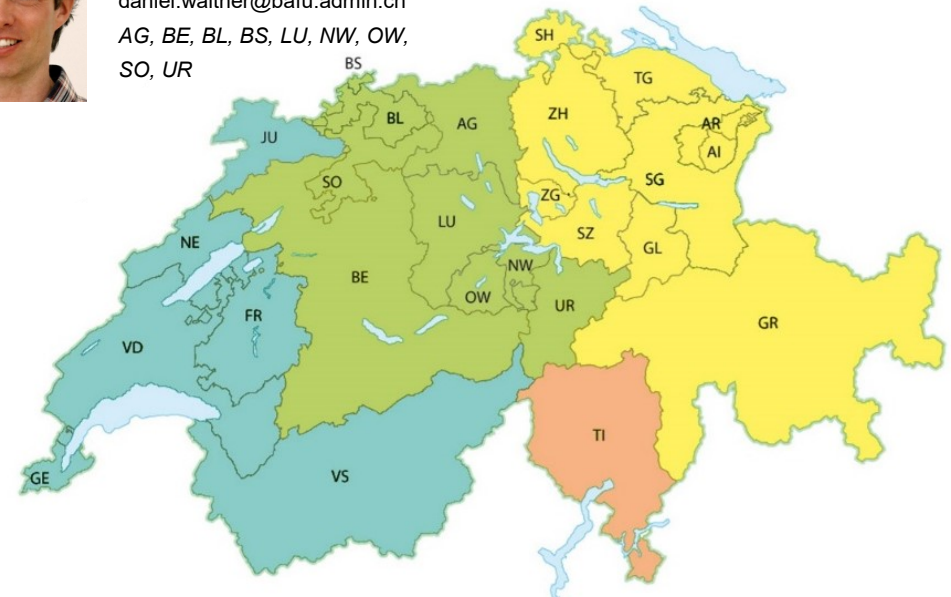 daniel.walther@bafu.admin.ch
AG, BE, BL, BS, LU, NW, OW,
SO, UR
SH
BS
TG
BL
AG
ZH
AR
JU
AI
SO
ZG
SG
LU
SZ
NE
GL
NW
BE
OW
UR
FR
GR
VD
TI
VS
GE